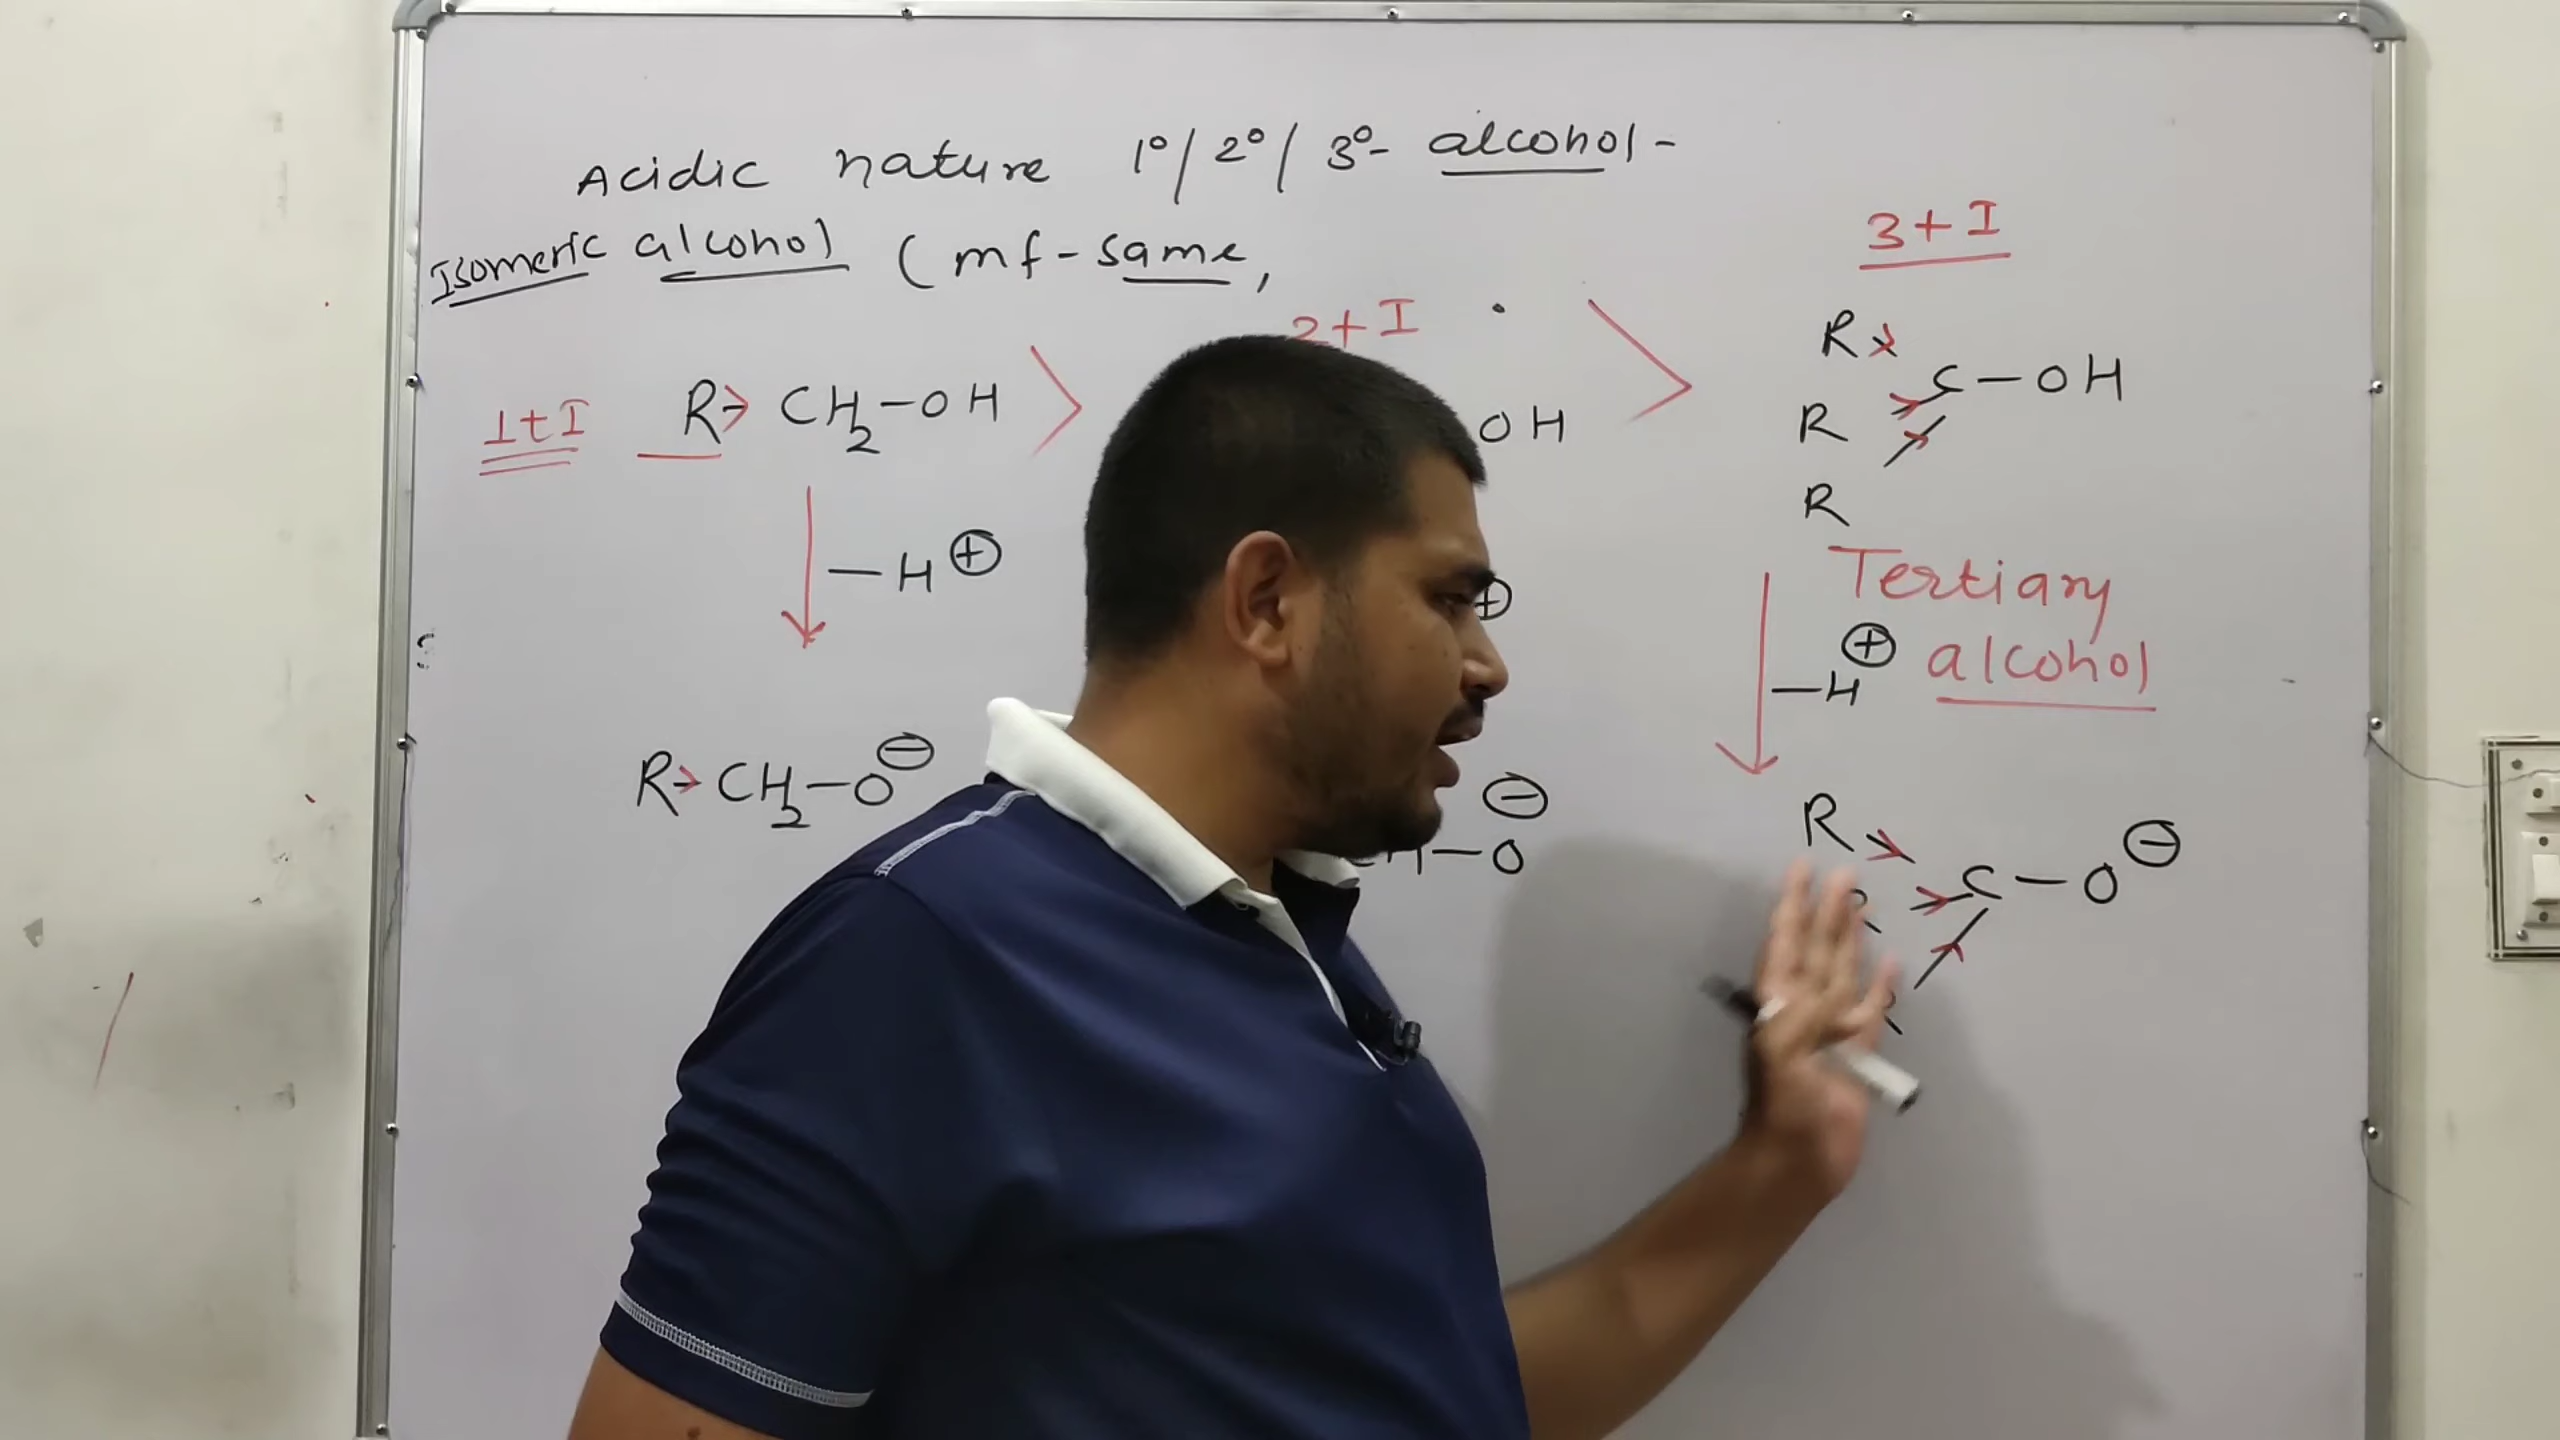 Acidic nature 1°/2°/3°- alcohol-
Isomeric alcohol (mf-same,
3+I
2+I
1+I R CH2-OH > OH > R
R C-OH
R
-H⊕ ⊕ Tertiary
-H⊕ alcohol
R CH2-O⊖ CH-O⊖ R
R C-O⊖
R